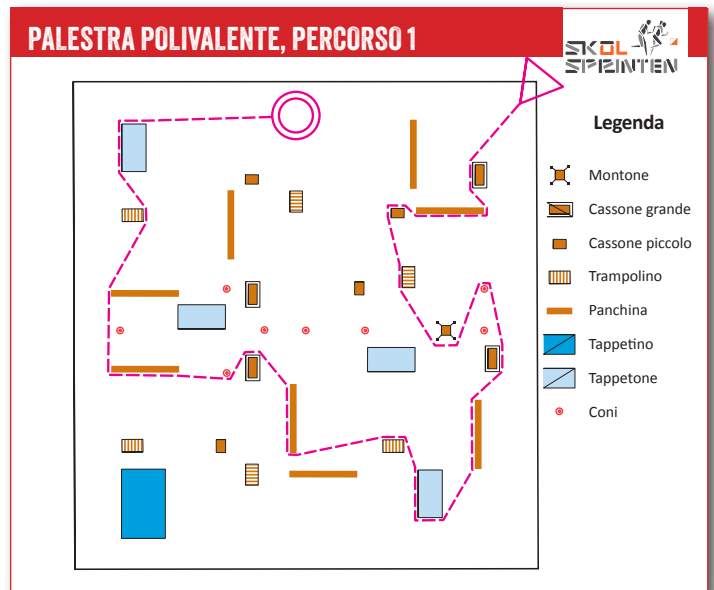 PALESTRA POLIVALENTE, PERCORSO 1
SKOL
SPRINTEN
Legenda
Montone
Cassone grande
Cassone piccolo
Trampolino
Panchina
Tappetino
Tappetone
Coni